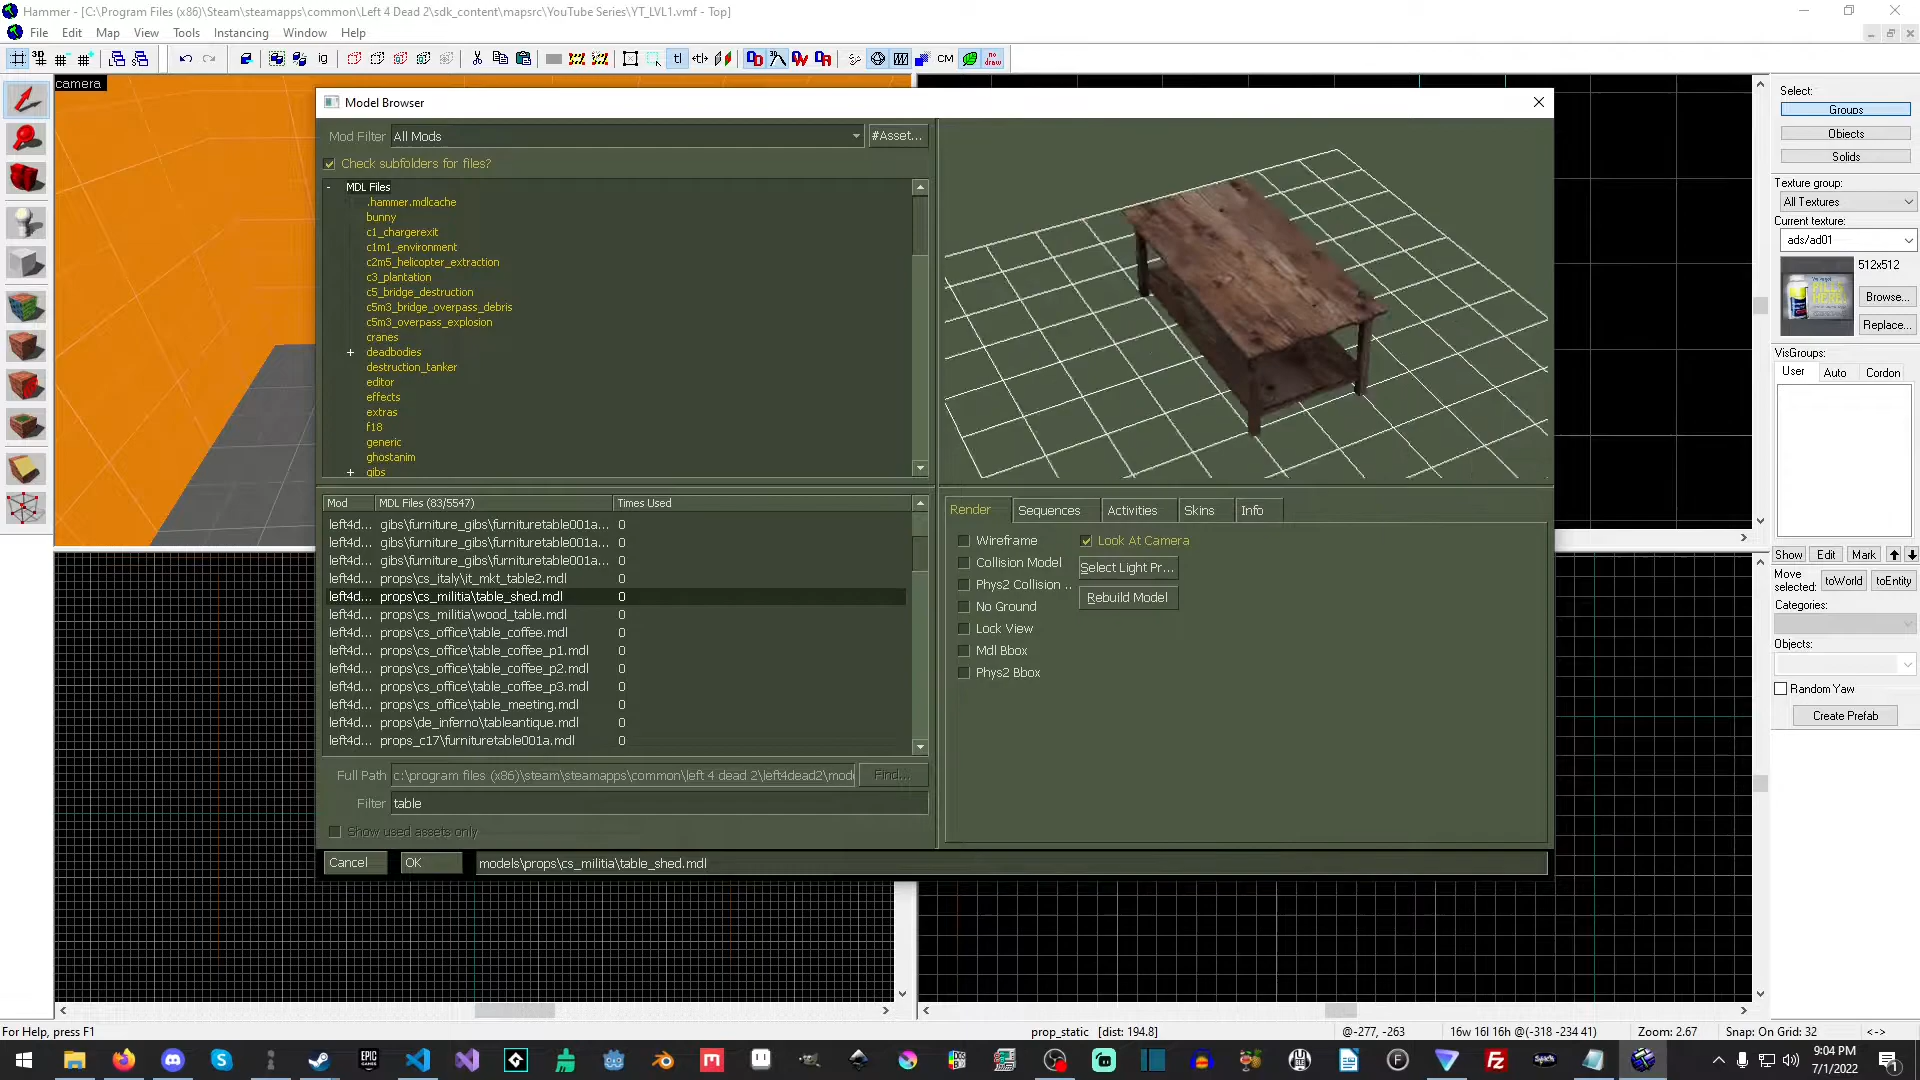 Hammer - [C:\Program Files (x86)\Steam\steamapps\common\Left 4 Dead 2\sdk_content\mapsrc\YouTube Series\YT_LVL1.vmf - Top]
File Edit Map View Tools Instancing Window Help
camera
Model Browser
Mod Filter All Mods #Asset...
Check subfolders for files?
- MDL Files
.hammer.mdlcache
bunny
c1_chargerexit
c1m1_environment
c2m5_helicopter_extraction
c3_plantation
c5_bridge_destruction
c5m3_bridge_overpass_debris
c5m3_overpass_explosion
cranes
+ deadbodies
destruction_tanker
editor
effects
extras
f18
generic
ghostanim
+ gibs
Mod MDL Files (83/5547) Times Used
left4d... gibs\furniture_gibs\furnituretable001a... 0
left4d... gibs\furniture_gibs\furnituretable001a... 0
left4d... gibs\furniture_gibs\furnituretable001a... 0
left4d... props\cs_italy\it_mkt_table2.mdl 0
left4d... props\cs_militia\table_shed.mdl 0
left4d... props\cs_militia\wood_table.mdl 0
left4d... props\cs_office\table_coffee.mdl 0
left4d... props\cs_office\table_coffee_p1.mdl 0
left4d... props\cs_office\table_coffee_p2.mdl 0
left4d... props\cs_office\table_coffee_p3.mdl 0
left4d... props\cs_office\table_meeting.mdl 0
left4d... props\de_inferno\tableantique.mdl 0
left4d... props_c17\furnituretable001a.mdl 0
Full Path c:\program files (x86)\steam\steamapps\common\left 4 dead 2\left4dead2\mod Find...
Filter table
Show used assets only
Cancel OK models\props\cs_militia\table_shed.mdl
Render Sequences Activities Skins Info
Wireframe Look At Camera
Collision Model Select Light Pr...
Phys2 Collision ..
No Ground Rebuild Model
Lock View
Mdl Bbox
Phys2 Bbox
Select:
Groups
Objects
Solids
Texture group:
All Textures
Current texture:
ads/ad01
512x512
Browse...
Replace...
VisGroups:
User Auto Cordon
Show Edit Mark
Move selected: toWorld toEntity
Categories:
Objects:
Random Yaw
Create Prefab
For Help, press F1 prop_static [dist: 194.8] @-277, -263 16w 16l 16h @(-318 -234 41) Zoom: 2.67 Snap: On Grid: 32 <->
9:04 PM
7/1/2022